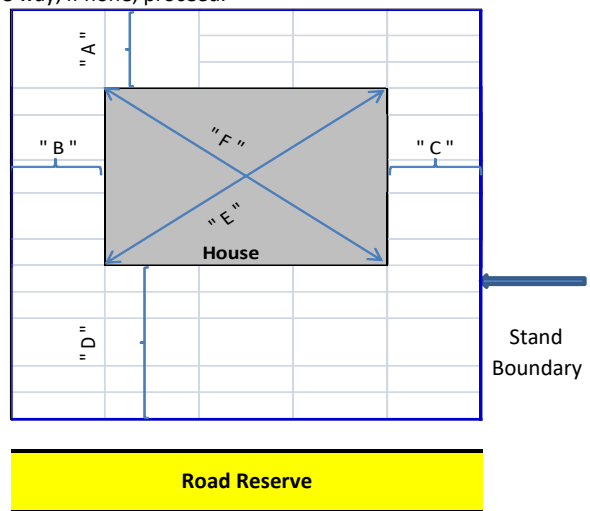 way, if none, proceed.
" A "
" B "
" C "
" F "
" E "
House
" D "
Stand
Boundary
Road Reserve